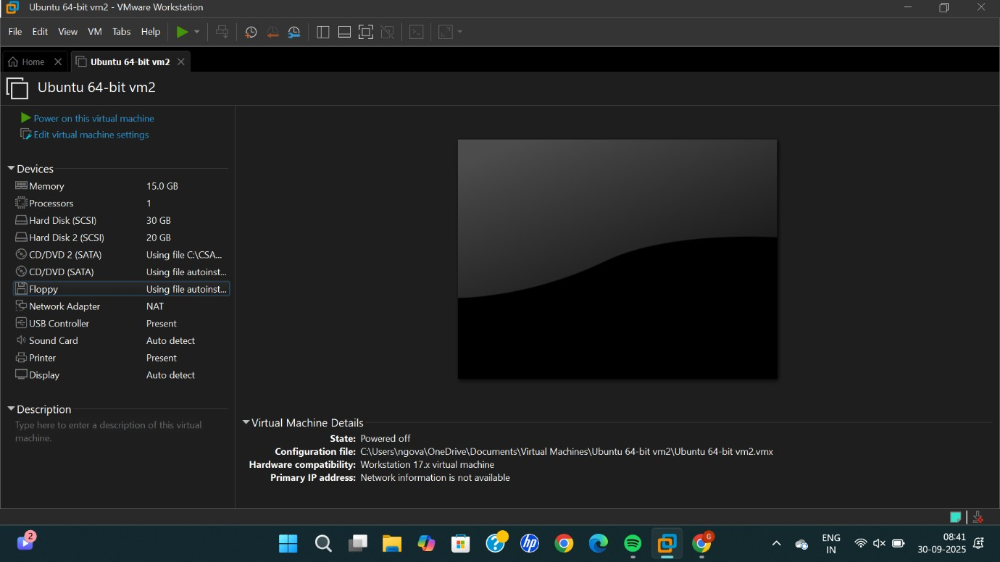 Ubuntu 64-bit vm2 - VMware Workstation
File Edit View VM Tabs Help
Home Ubuntu 64-bit vm2
Ubuntu 64-bit vm2
Power on this virtual machine
Edit virtual machine settings
Devices
Memory 15.0 GB
Processors 1
Hard Disk (SCSI) 30 GB
Hard Disk 2 (SCSI) 20 GB
CD/DVD 2 (SATA) Using file C:\CSA...
CD/DVD (SATA) Using file autoinst...
Floppy Using file autoinst...
Network Adapter NAT
USB Controller Present
Sound Card Auto detect
Printer Present
Display Auto detect
Description
Type here to enter a description of this virtual
machine.
Virtual Machine Details
State: Powered off
Configuration file: C:\Users\ngova\OneDrive\Documents\Virtual Machines\Ubuntu 64-bit vm2\Ubuntu 64-bit vm2.vmx
Hardware compatibility: Workstation 17.x virtual machine
Primary IP address: Network information is not available
2
hp
G
ENG
IN
08:41
30-09-2025